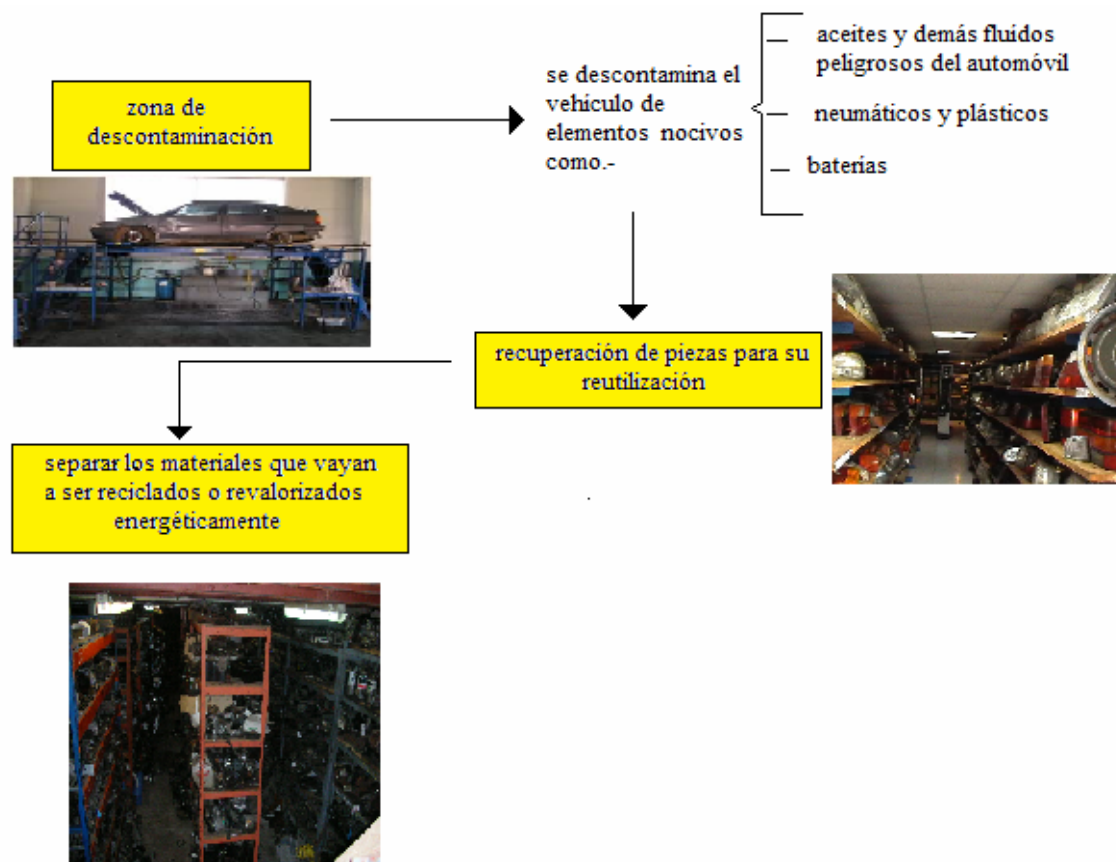 zona de
descontaminación
se descontamina el
vehículo de
elementos nocivos
como.-
aceites y demás fluidos
peligrosos del automóvil
neumáticos y plásticos
baterías
recuperación de piezas para su
reutilización
separar los materiales que vayan
a ser reciclados o revalorizados
energéticamente